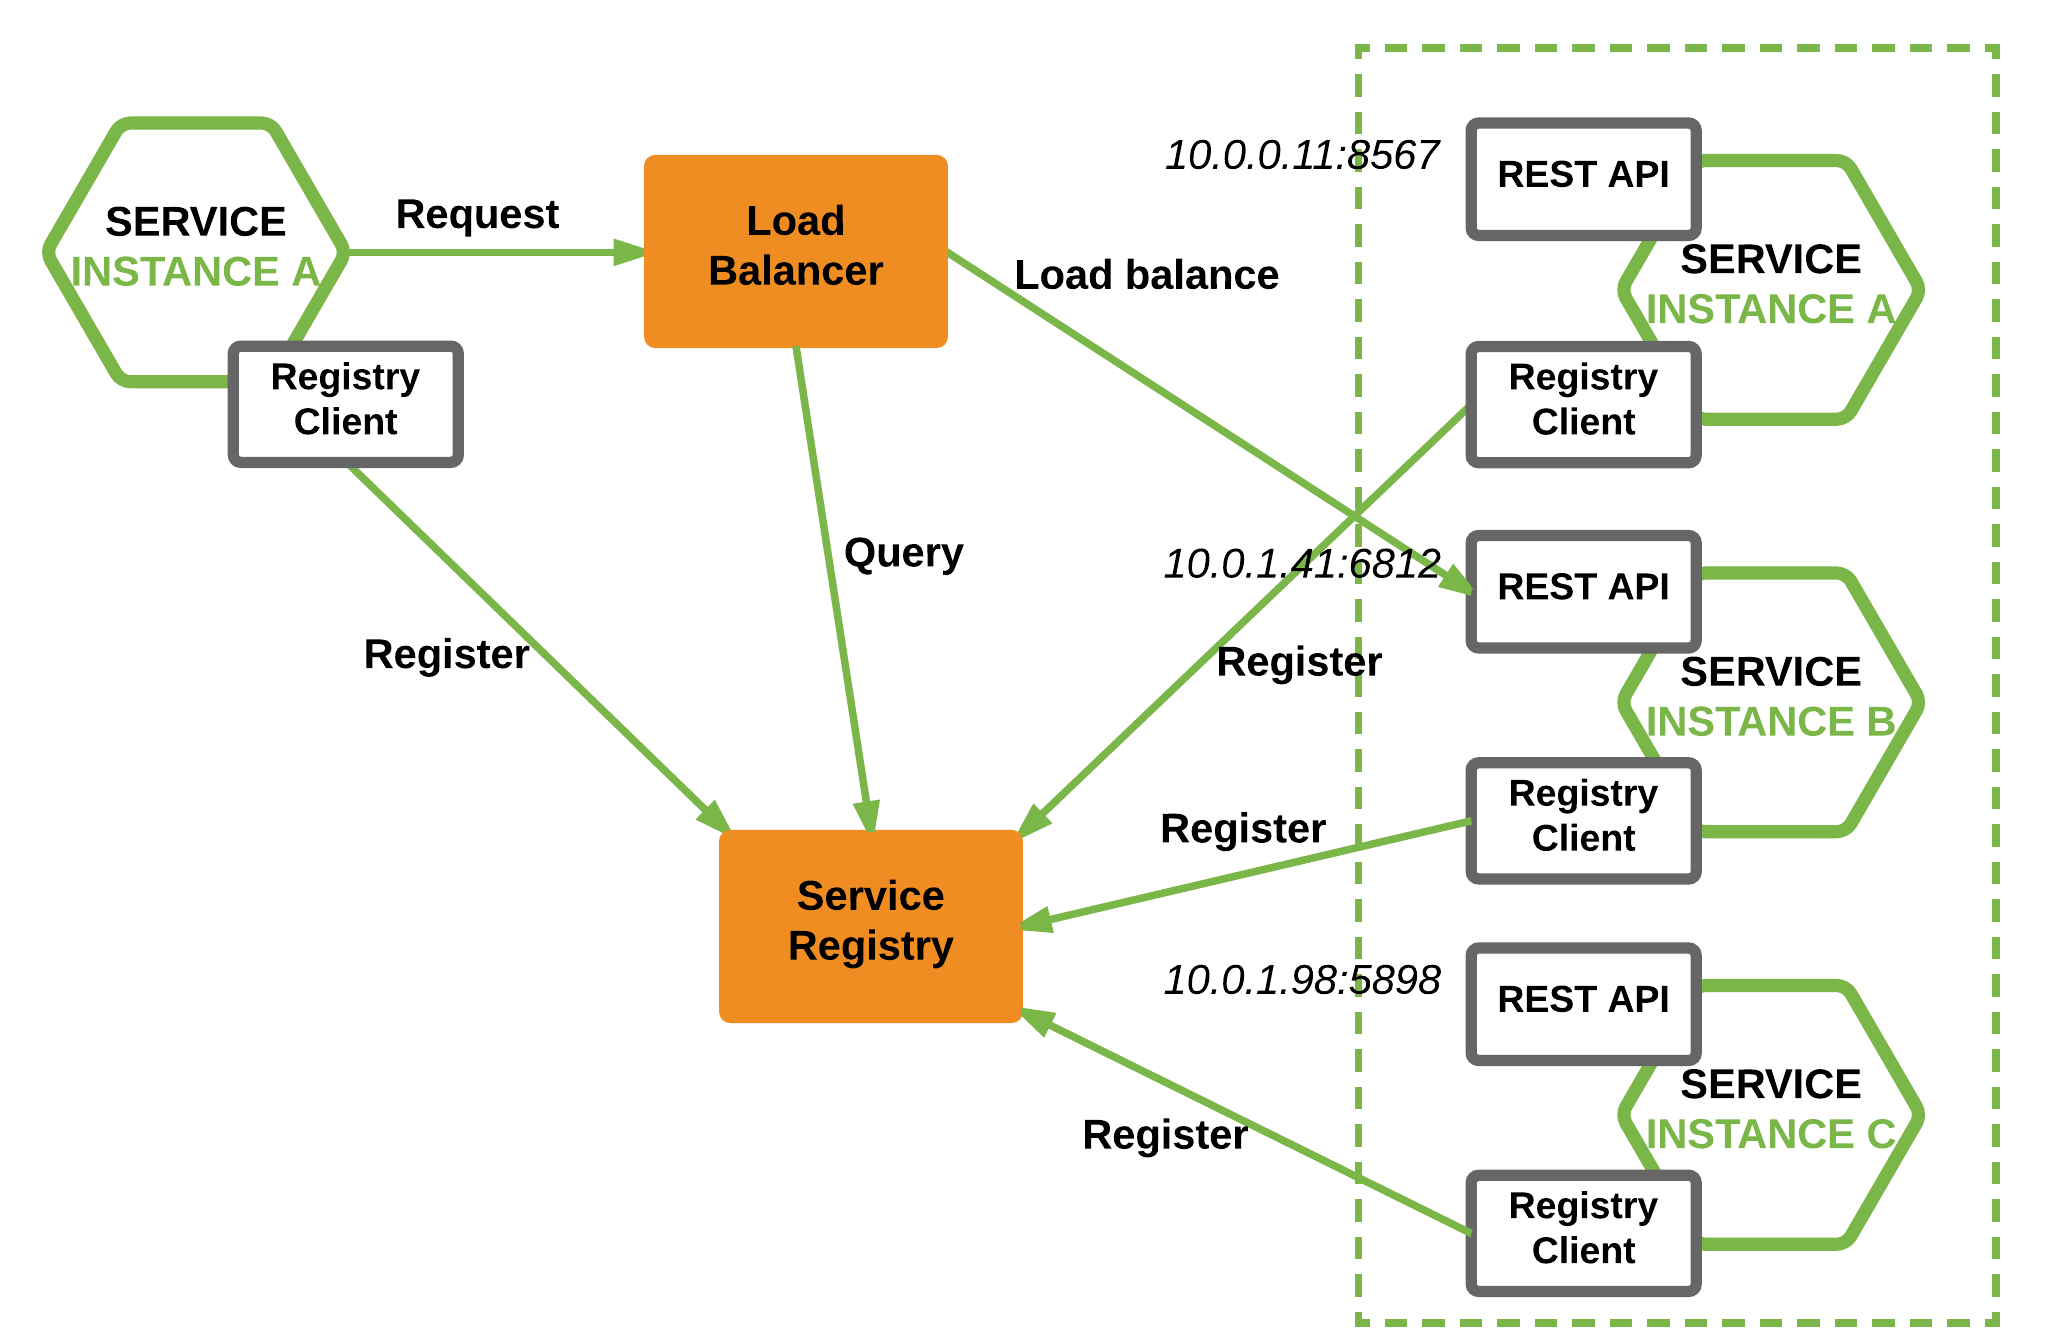 SERVICE
INSTANCE A
Registry
Client
Request
Load
Balancer
Load balance
Query
Register
Service
Registry
10.0.0.11:8567
REST API
SERVICE
INSTANCE A
Registry
Client
10.0.1.41:6812
REST API
Register
SERVICE
INSTANCE B
Register
Registry
Client
10.0.1.98:5898
REST API
SERVICE
INSTANCE C
Register
Registry
Client